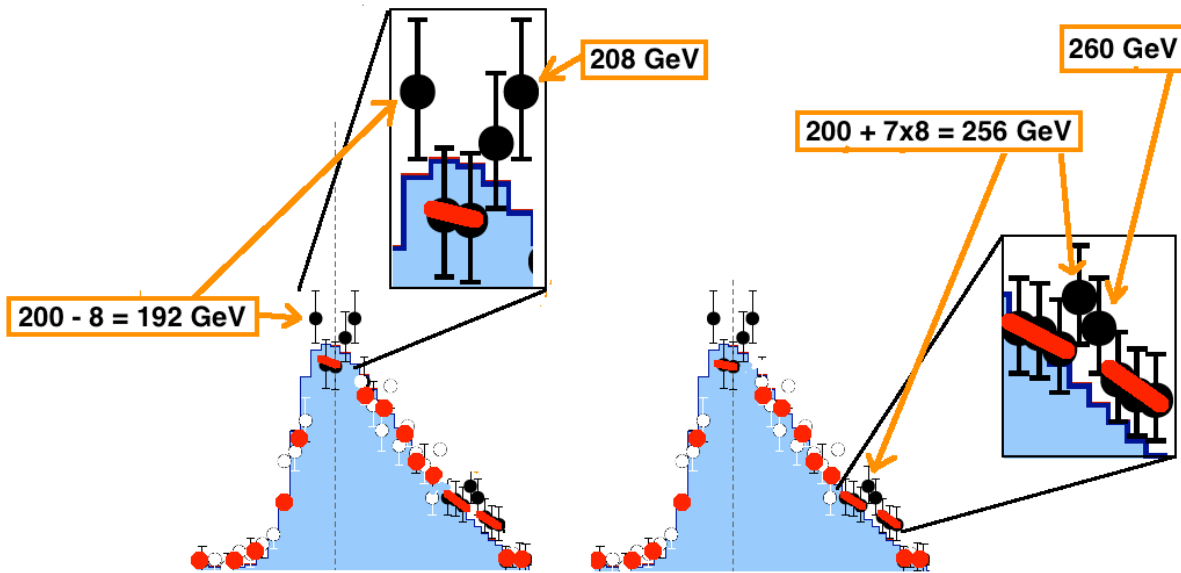 208 GeV
260 GeV
200 + 7x8 = 256 GeV
200 - 8 = 192 GeV